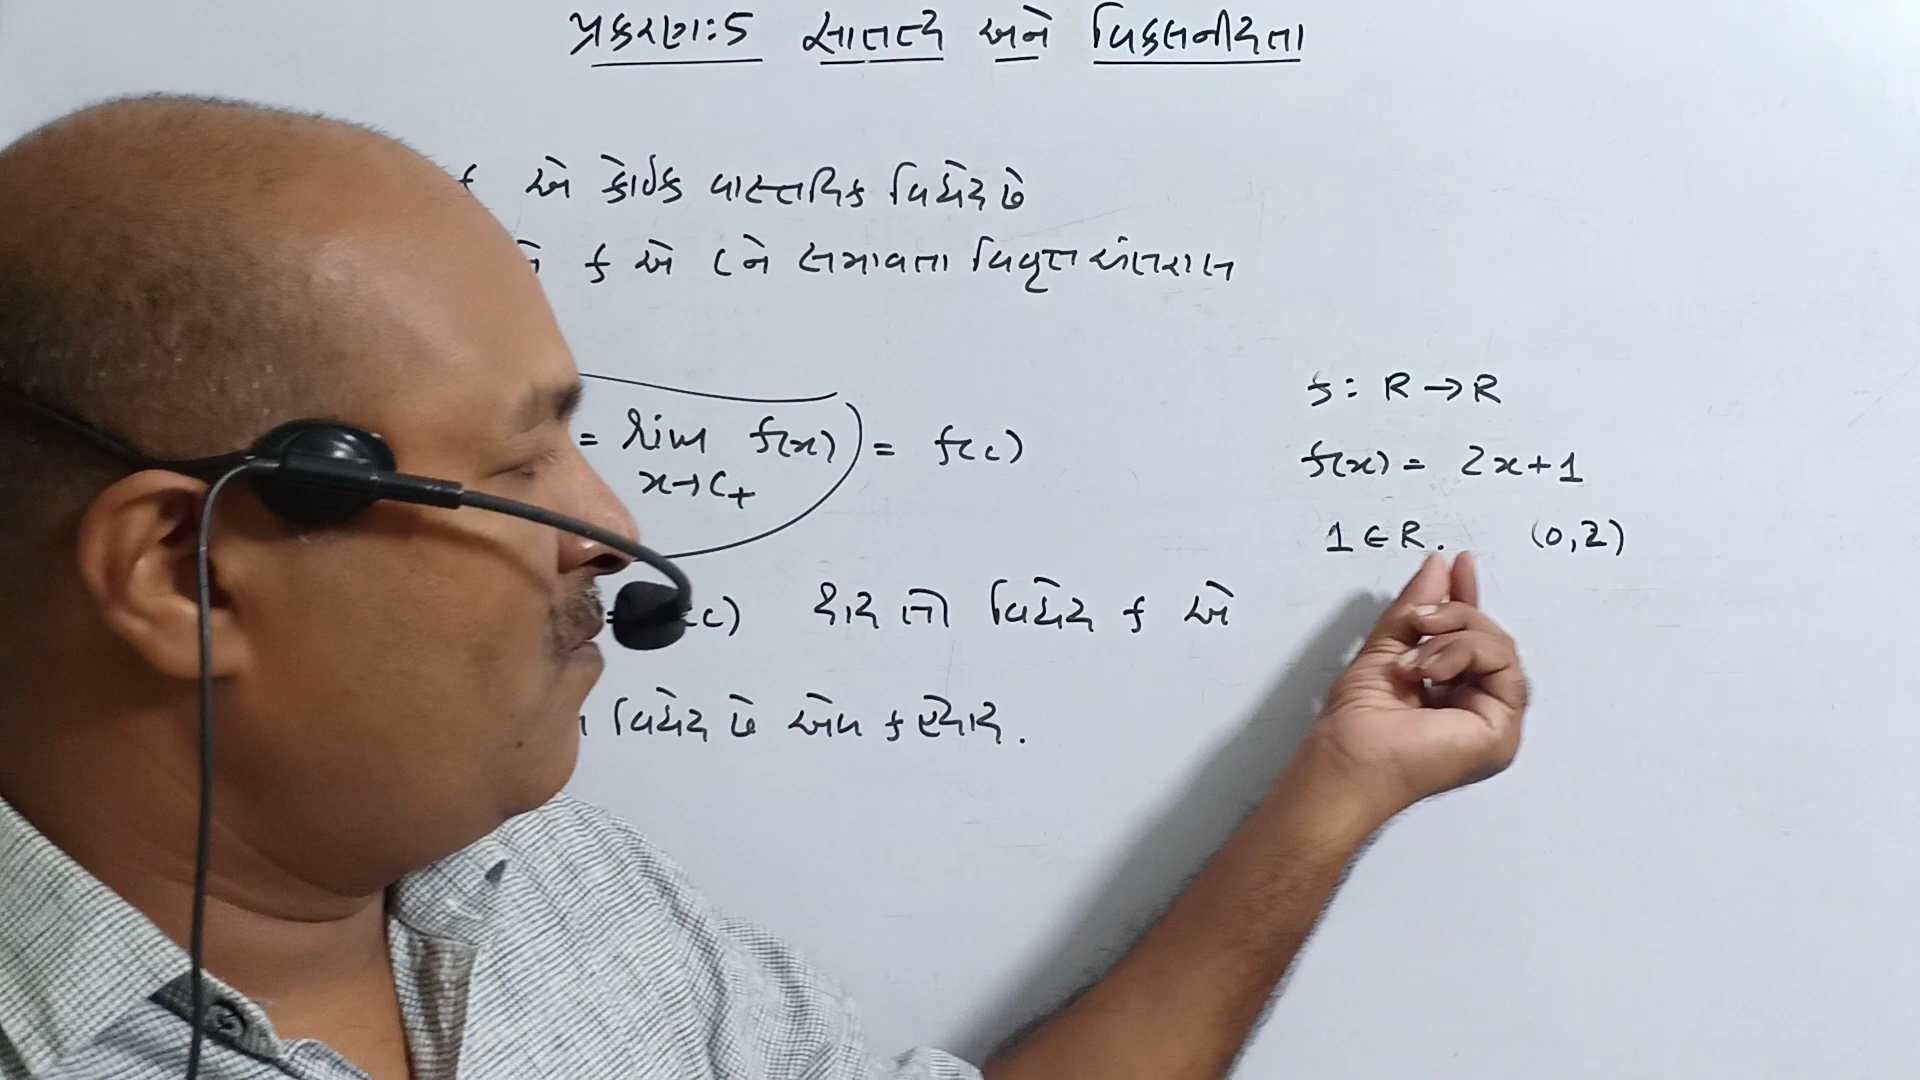 પ્રકરણ:5 સાતત્ય અને વિકલનીયતા
f એ કોઈક વાસ્તવિક વિધેય છે
f એ c ને સમાવતા વિવૃત્ત અંતરાલ
= lim f(x) = f(c)
x→c+
c) થાય તો વિધેય f એ
વિધેય છે એમ કહેવાય.
f: R → R
f(x) = 2x+1
1 ∈ R. (0,2)